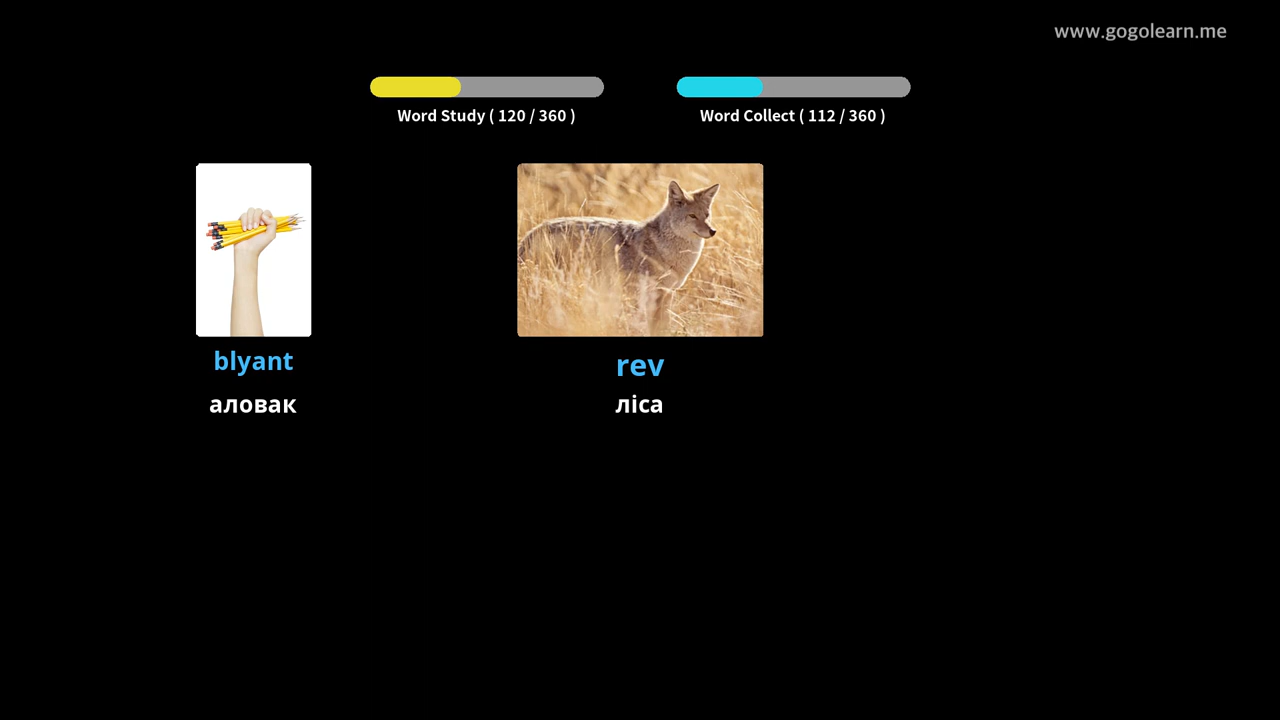 www.gogolearn.me
Word Study ( 120 / 360 )
Word Collect ( 112 / 360 )
blyant
аловак
rev
ліса